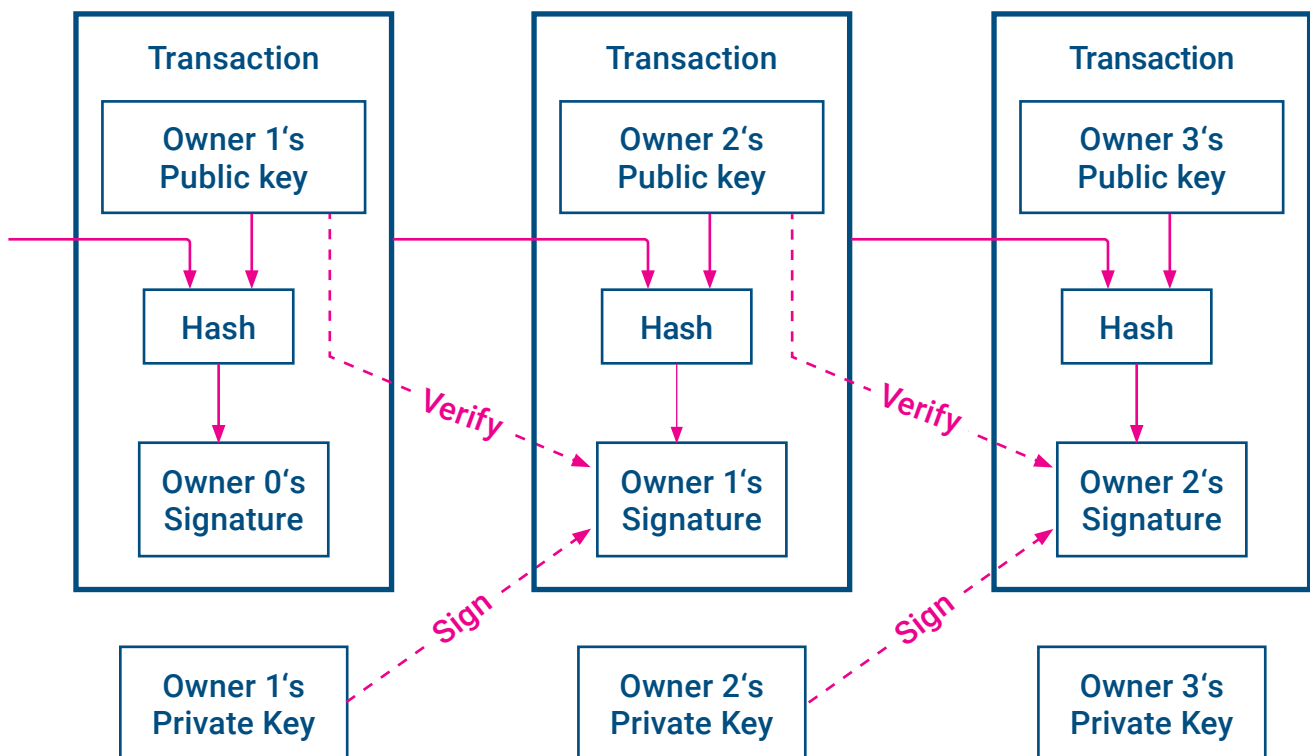 Transaction
Owner 1‘s
Public key
Hash
Owner 0‘s
Signature
Transaction
Owner 2‘s
Public key
Hash
Verify
Owner 1‘s
Signature
Transaction
Owner 3‘s
Public key
Hash
Verify
Owner 2‘s
Signature
Sign
Sign
Owner 1‘s
Private Key
Owner 2‘s
Private Key
Owner 3‘s
Private Key